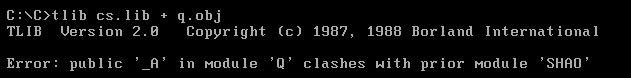 C:\C>tlib cs.lib + q.obj
TLIB  Version 2.0   Copyright (c) 1987, 1988 Borland International
Error: public '_A' in module 'Q' clashes with prior module 'SHAO'